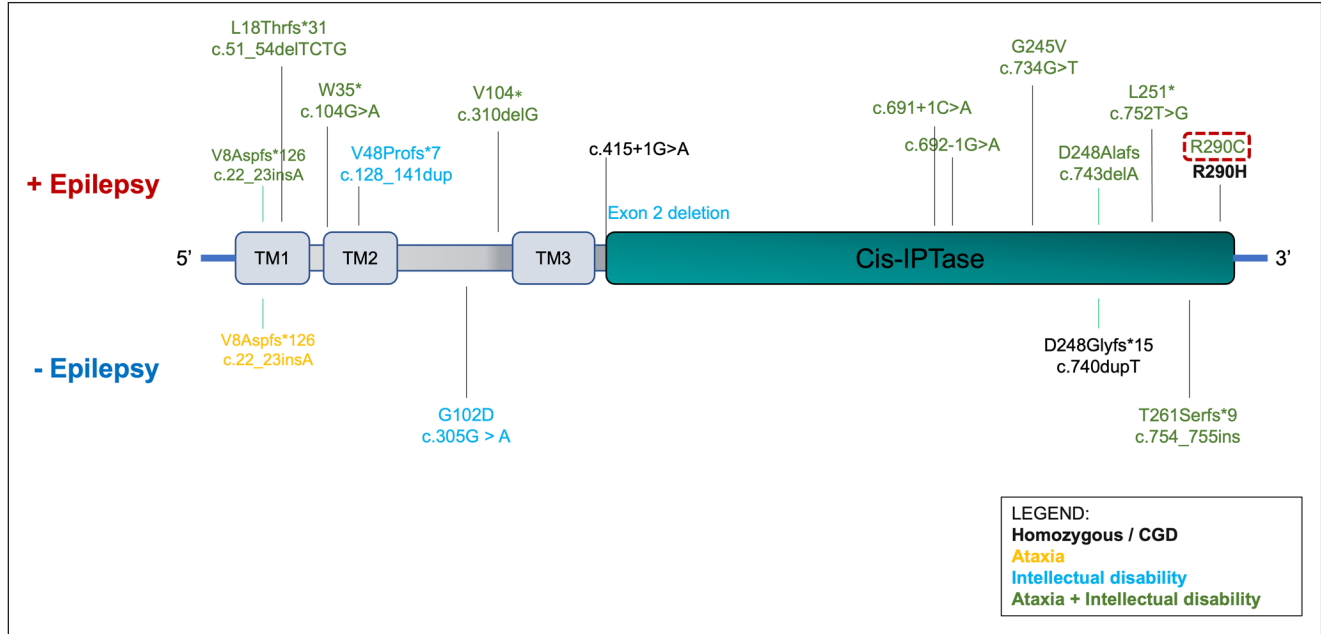 L18Thrfs*31
c.51_54delTCTG
W35*
c.104G>A
V104*
c.310delG
c.691+1C>A
G245V
c.734G>T
L251*
c.752T>G
V8Aspfs*126
c.22_23insA
V48Profs*7
c.128_141dup
c.415+1G>A
c.692-1G>A
D248Alafs
c.743delA
R290C
R290H
+ Epilepsy
Exon 2 deletion
5’
TM1
TM2
TM3
Cis-IPTase
3’
V8Aspfs*126
c.22_23insA
- Epilepsy
D248Glyfs*15
c.740dupT
G102D
c.305G > A
T261Serfs*9
c.754_755ins
LEGEND:
Homozygous / CGD
Ataxia
Intellectual disability
Ataxia + Intellectual disability